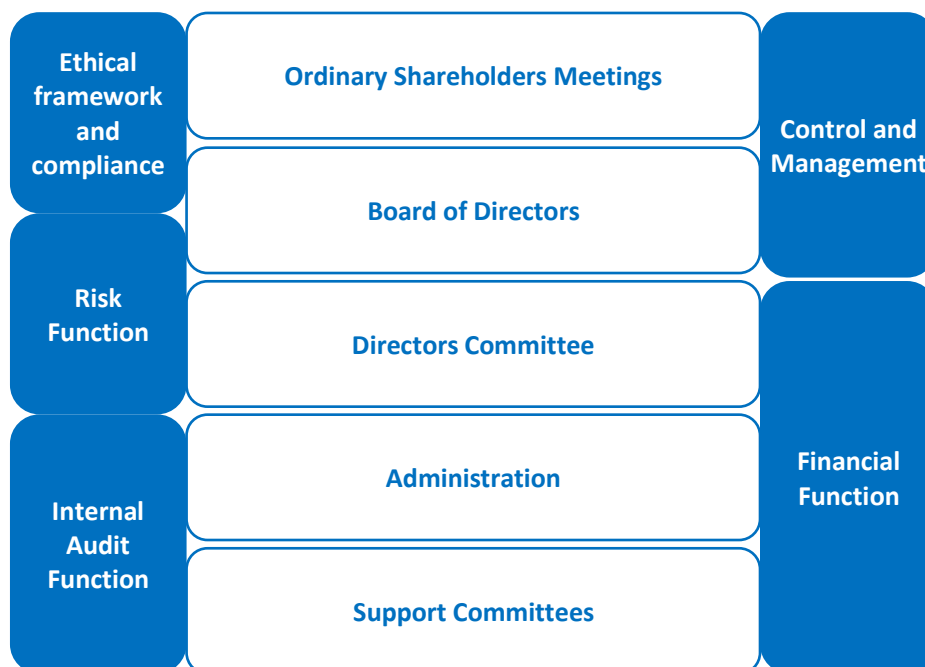 Ethical
framework
and
compliance
Risk
Function
Internal
Audit
Function
Ordinary Shareholders Meetings
Board of Directors
Directors Committee
Administration
Support Committees
Control and
Management
Financial
Function